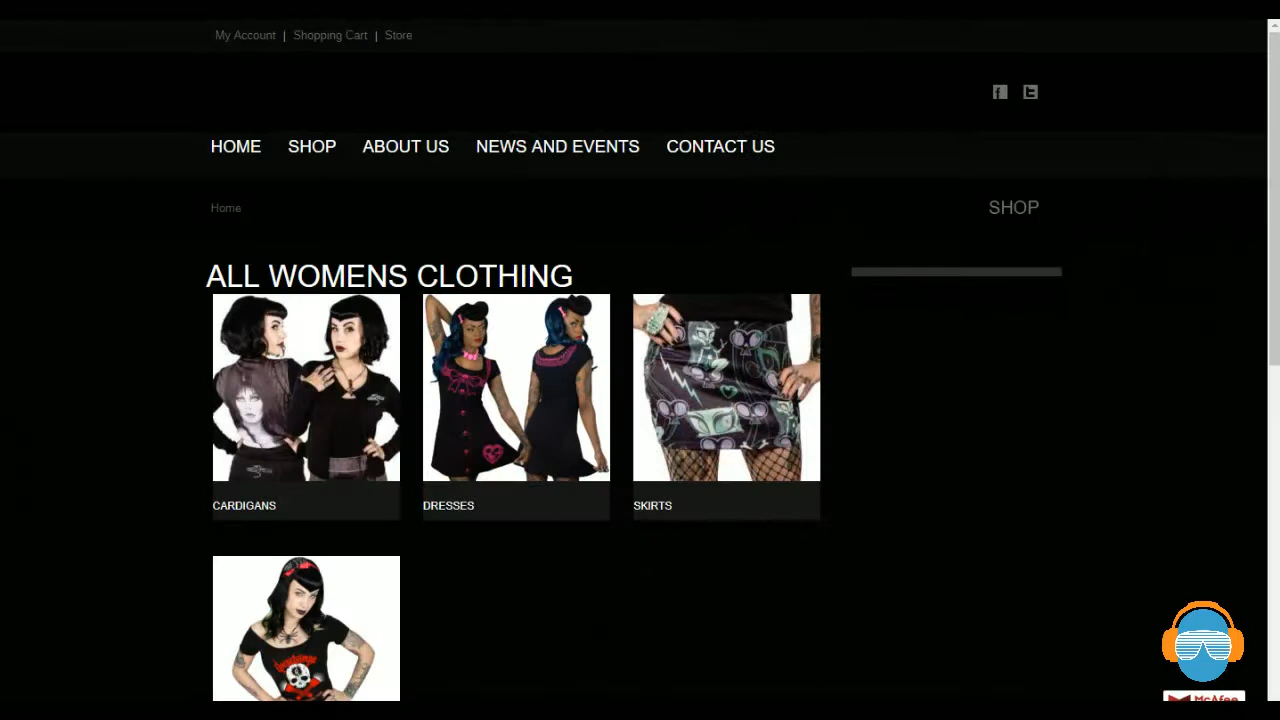 My Account | Shopping Cart | Store
HOME SHOP ABOUT US NEWS AND EVENTS CONTACT US
Home
SHOP
ALL WOMENS CLOTHING
CARDIGANS
DRESSES
SKIRTS
McAfee